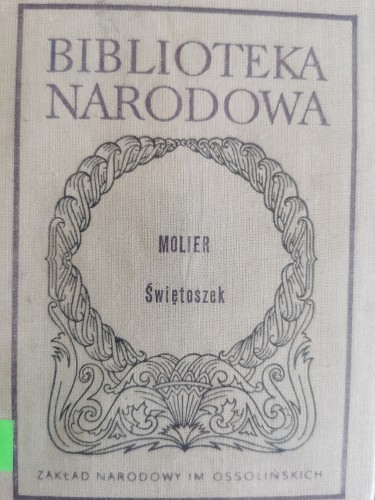 BIBLIOTEKA
NARODOWA
MOLIER
Świętoszek
ZAKŁAD NARODOWY IM OSSOLIŃSKICH